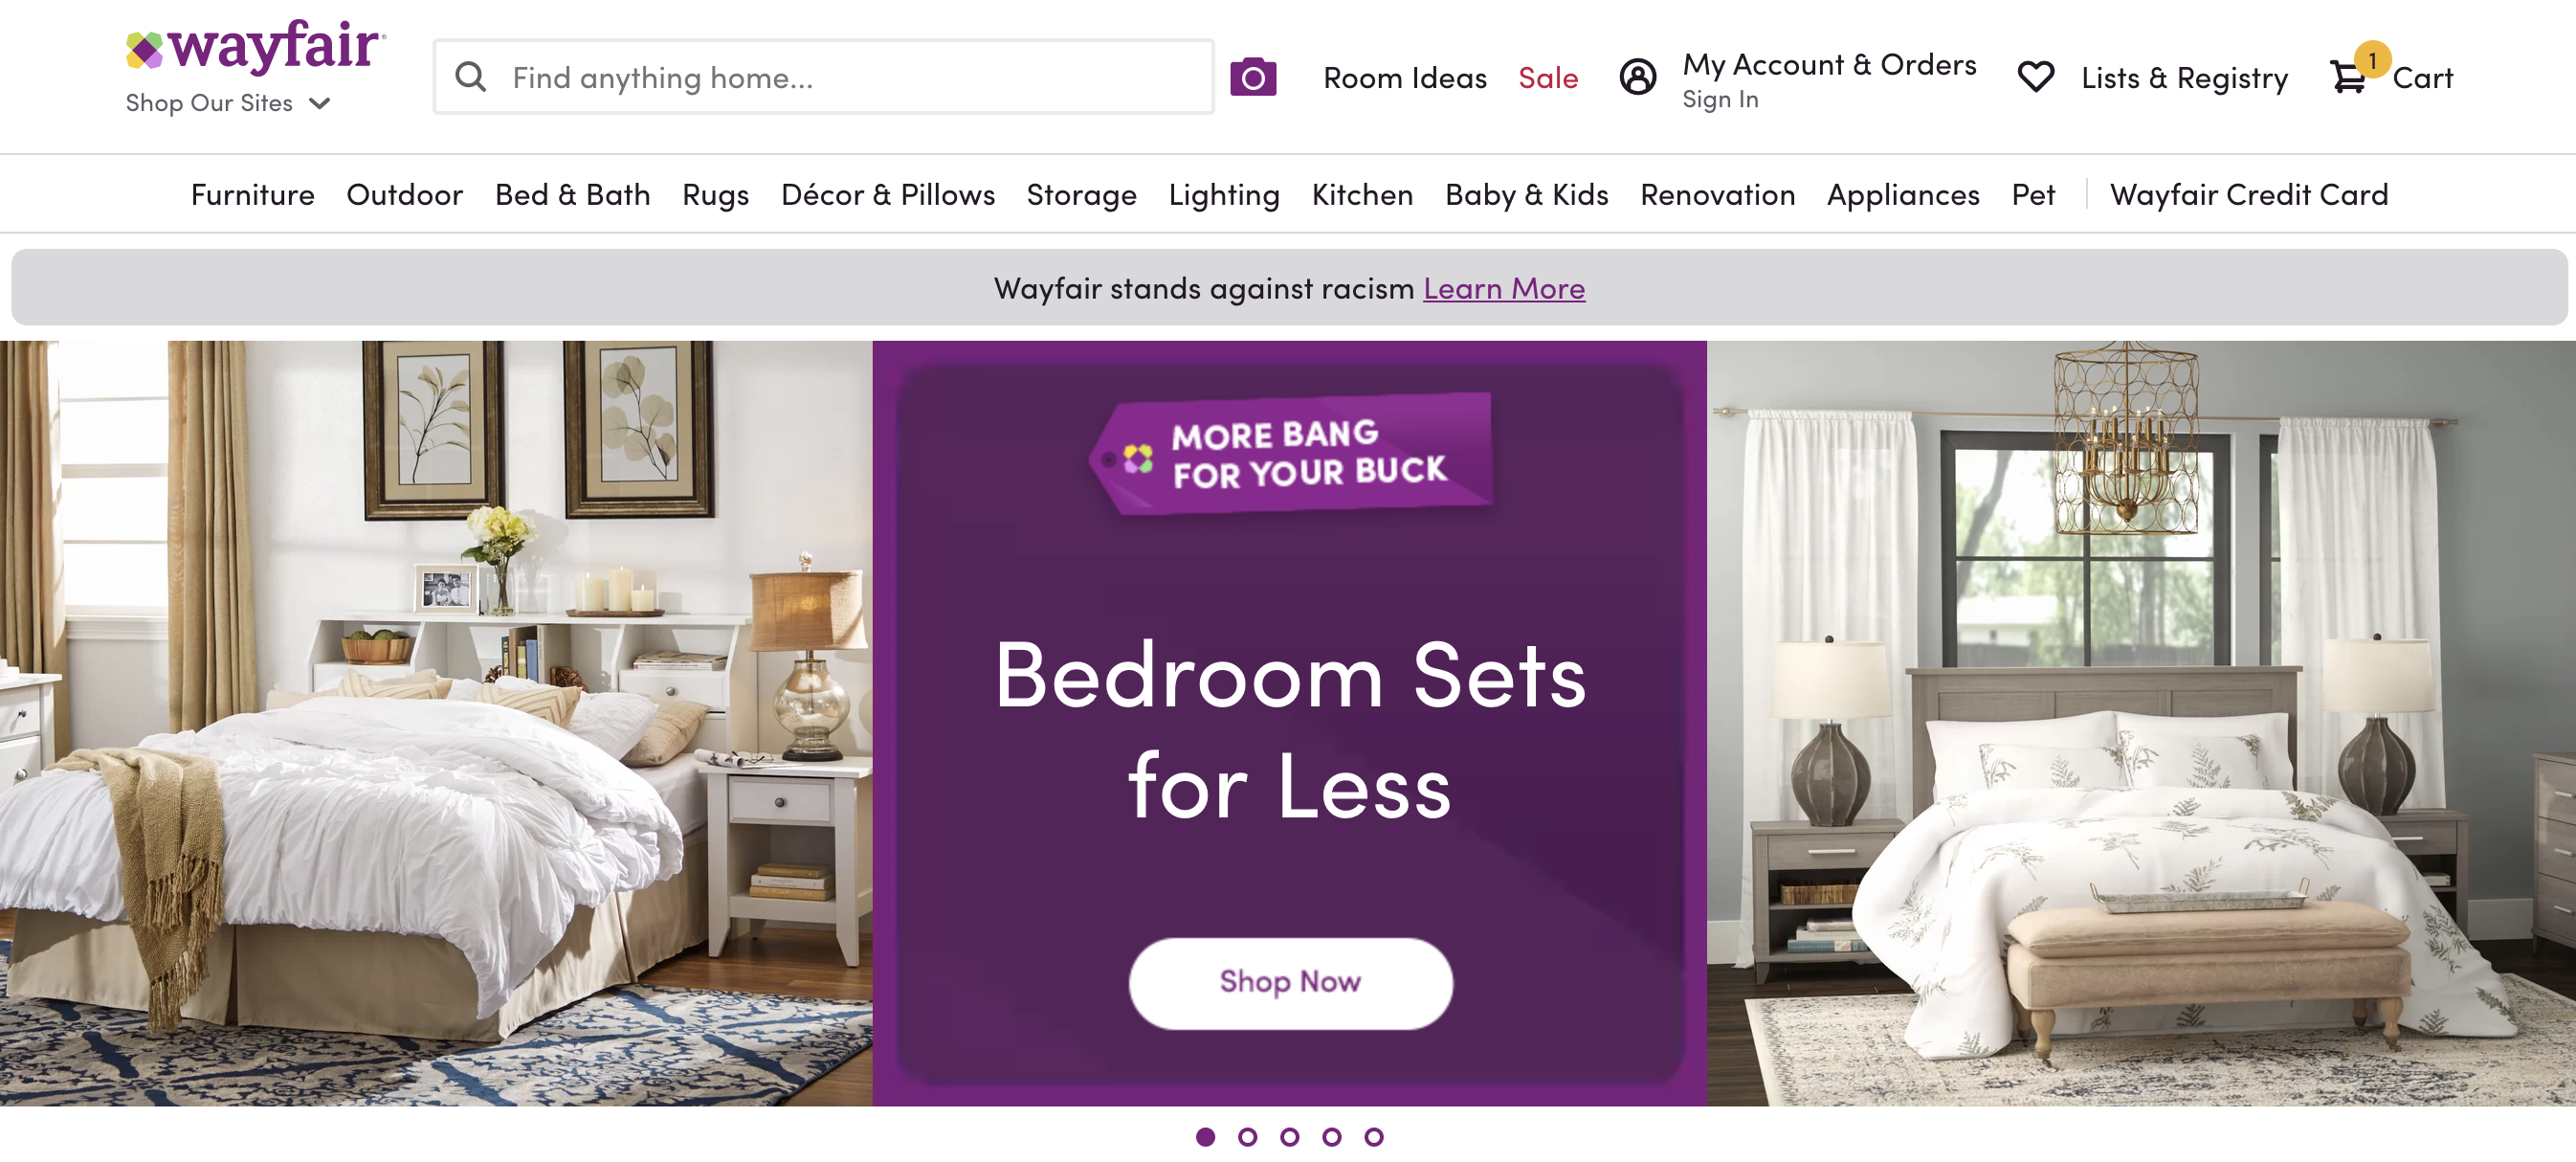 wayfair
Shop Our Sites
Find anything home...
Room Ideas
Sale
My Account & Orders
Sign In
Lists & Registry
1
Cart
Furniture Outdoor Bed & Bath Rugs Décor & Pillows Storage Lighting Kitchen Baby & Kids Renovation Appliances Pet Wayfair Credit Card
Wayfair stands against racism Learn More
MORE BANG
FOR YOUR BUCK
Bedroom Sets
for Less
Shop Now